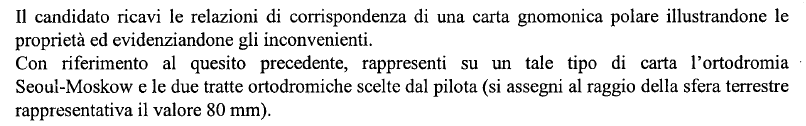 Il candidato ricavi le relazioni di corrispondenza di una carta gnomonica polare illustrandone le
proprietà ed evidenziandone gli inconvenienti.
Con riferimento al quesito precedente, rappresenti su un tale tipo di carta l'ortodromia
Seoul-Moskow e le due tratte ortodromiche scelte dal pilota (si assegni al raggio della sfera terrestre
rappresentativa il valore 80 mm).